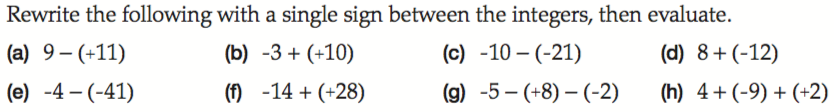 Rewrite the following with a single sign between the integers, then evaluate.
(a) 9 – (+11) (b) -3 + (+10) (c) -10 – (-21) (d) 8 + (-12)
(e) -4 – (-41) (f) -14 + (+28) (g) -5 – (+8) – (-2) (h) 4 + (-9) + (+2)